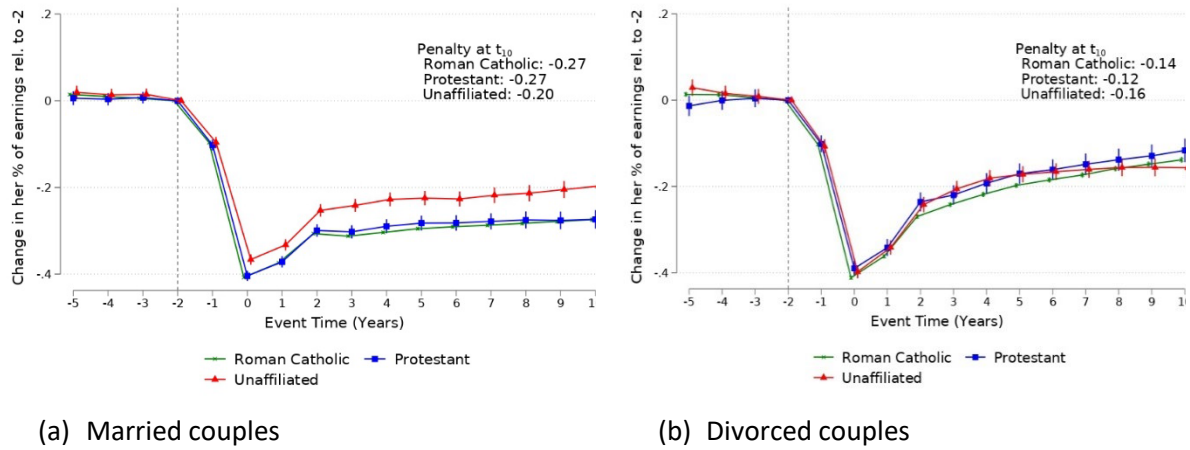 Change in her % of earnings rel. to -2
.2
0
-.2
-.4
Penalty at t10
Roman Catholic: -0.27
Protestant: -0.27
Unaffiliated: -0.20
-5 -4 -3 -2 -1 0 1 2 3 4 5 6 7 8 9 1
Event Time (Years)
Roman Catholic Protestant
Unaffiliated
(a) Married couples
Change in her % of earnings rel. to -2
.2
0
-.2
-.4
Penalty at t10
Roman Catholic: -0.14
Protestant: -0.12
Unaffiliated: -0.16
-5 -4 -3 -2 -1 0 1 2 3 4 5 6 7 8 9 10
Event Time (Years)
Roman Catholic Protestant
Unaffiliated
(b) Divorced couples